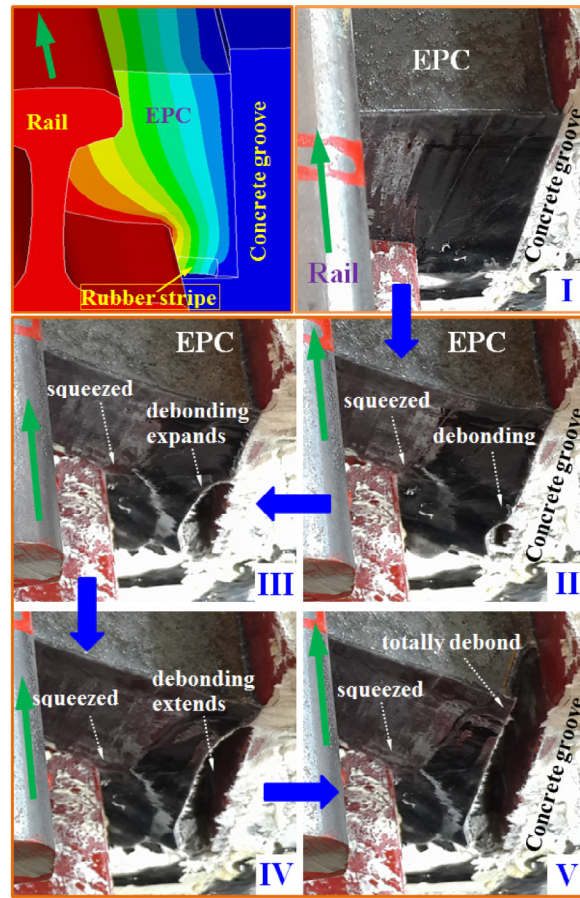 Rail
EPC
Concrete groove
Rubber stripe
EPC
Rail
Concrete groove
I
EPC
squeezed
debonding
expands
III
EPC
squeezed
debonding
Concrete groove
II
squeezed
debonding
extends
IV
totally debond
squeezed
Concrete groove
V